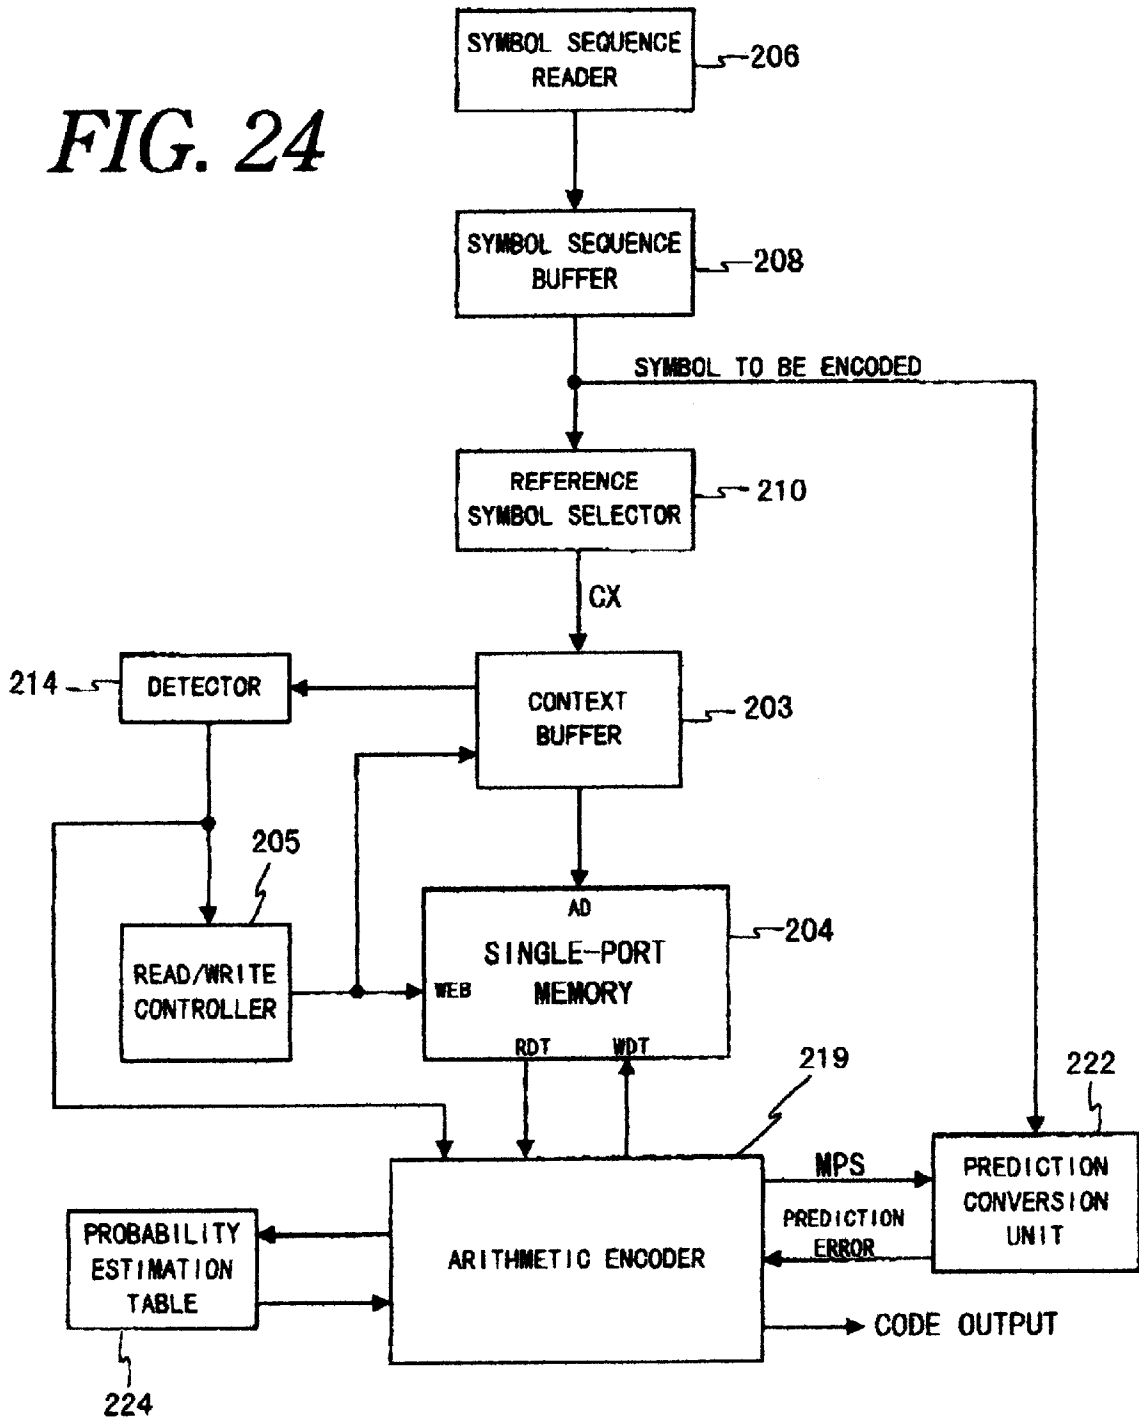 SYMBOL SEQUENCE
READER
206
FIG. 24
SYMBOL SEQUENCE
BUFFER
208
SYMBOL TO BE ENCODED
REFERENCE
SYMBOL SELECTOR
210
CX
214
DETECTOR
CONTEXT
BUFFER
203
205
AD
204
SINGLE-PORT
MEMORY
READ/WRITE
CONTROLLER
WEB
RDT
WDT
219
222
MPS
PREDICTION
CONVERSION
UNIT
PREDICTION
ERROR
PROBABILITY
ESTIMATION
TABLE
ARITHMETIC ENCODER
CODE OUTPUT
224